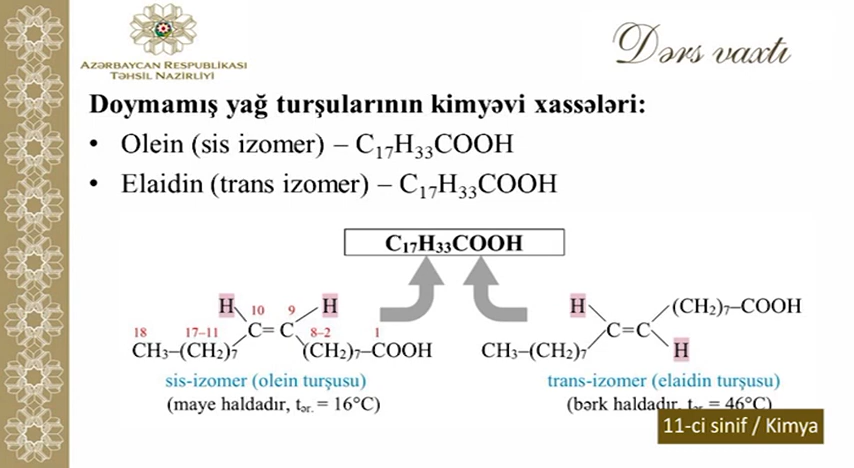 AZƏRBAYCAN RESPUBLİKASI
TƏHSİL NAZİRLİYİ
Dərs vaxtı
Doymamış yağ turşularının kimyəvi xassələri:
• Olein (sis izomer) – C₁₇H₃₃COOH
• Elaidin (trans izomer) – C₁₇H₃₃COOH
C₁₇H₃₃COOH
H 10 9 H
18 17–11 C=C 8–2 1
CH₃–(CH₂)₇ (CH₂)₇–COOH
sis-izomer (olein turşusu)
(maye haldadır, tər. = 16°C)
H (CH₂)₇–COOH
C=C
CH₃–(CH₂)₇ H
trans-izomer (elaidin turşusu)
(bərk haldadır, tər. = 46°C)
11-ci sinif / Kimya